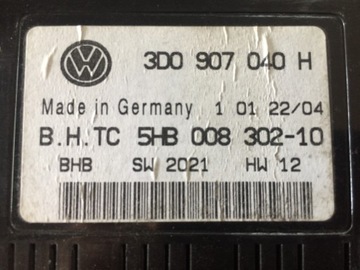 3D0 907 040 H
Made in Germany 1 01 22/04
B.H.TC 5HB 008 302-10
BHB SW 2021 HW 12